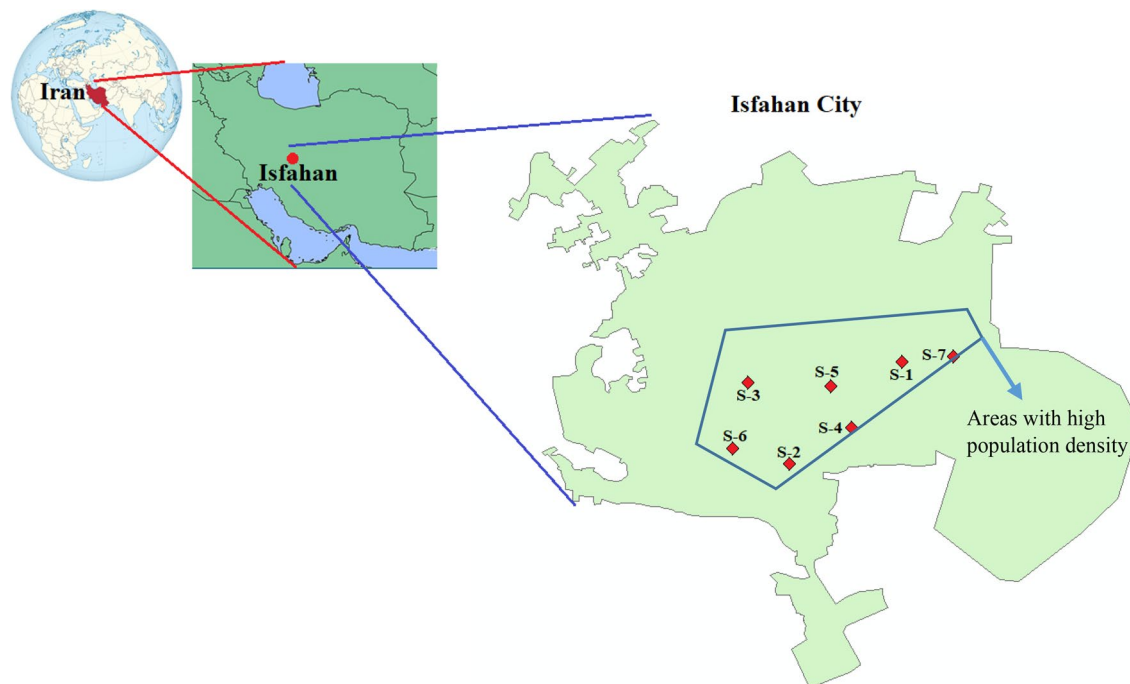 Iran
Isfahan
Isfahan City
S-7
S-1
S-5
S-3
S-4
S-6
S-2
Areas with high
population density